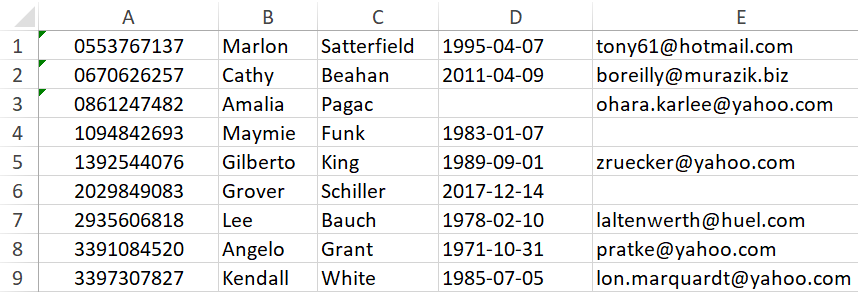 A B C D E
1 0553767137 Marlon Satterfield 1995-04-07 tony61@hotmail.com
2 0670626257 Cathy Beahan 2011-04-09 boreilly@murazik.biz
3 0861247482 Amalia Pagac ohara.karlee@yahoo.com
4 1094842693 Maymie Funk 1983-01-07
5 1392544076 Gilberto King 1989-09-01 zruecker@yahoo.com
6 2029849083 Grover Schiller 2017-12-14
7 2935606818 Lee Bauch 1978-02-10 laltenwerth@huel.com
8 3391084520 Angelo Grant 1971-10-31 pratke@yahoo.com
9 3397307827 Kendall White 1985-07-05 lon.marquardt@yahoo.com